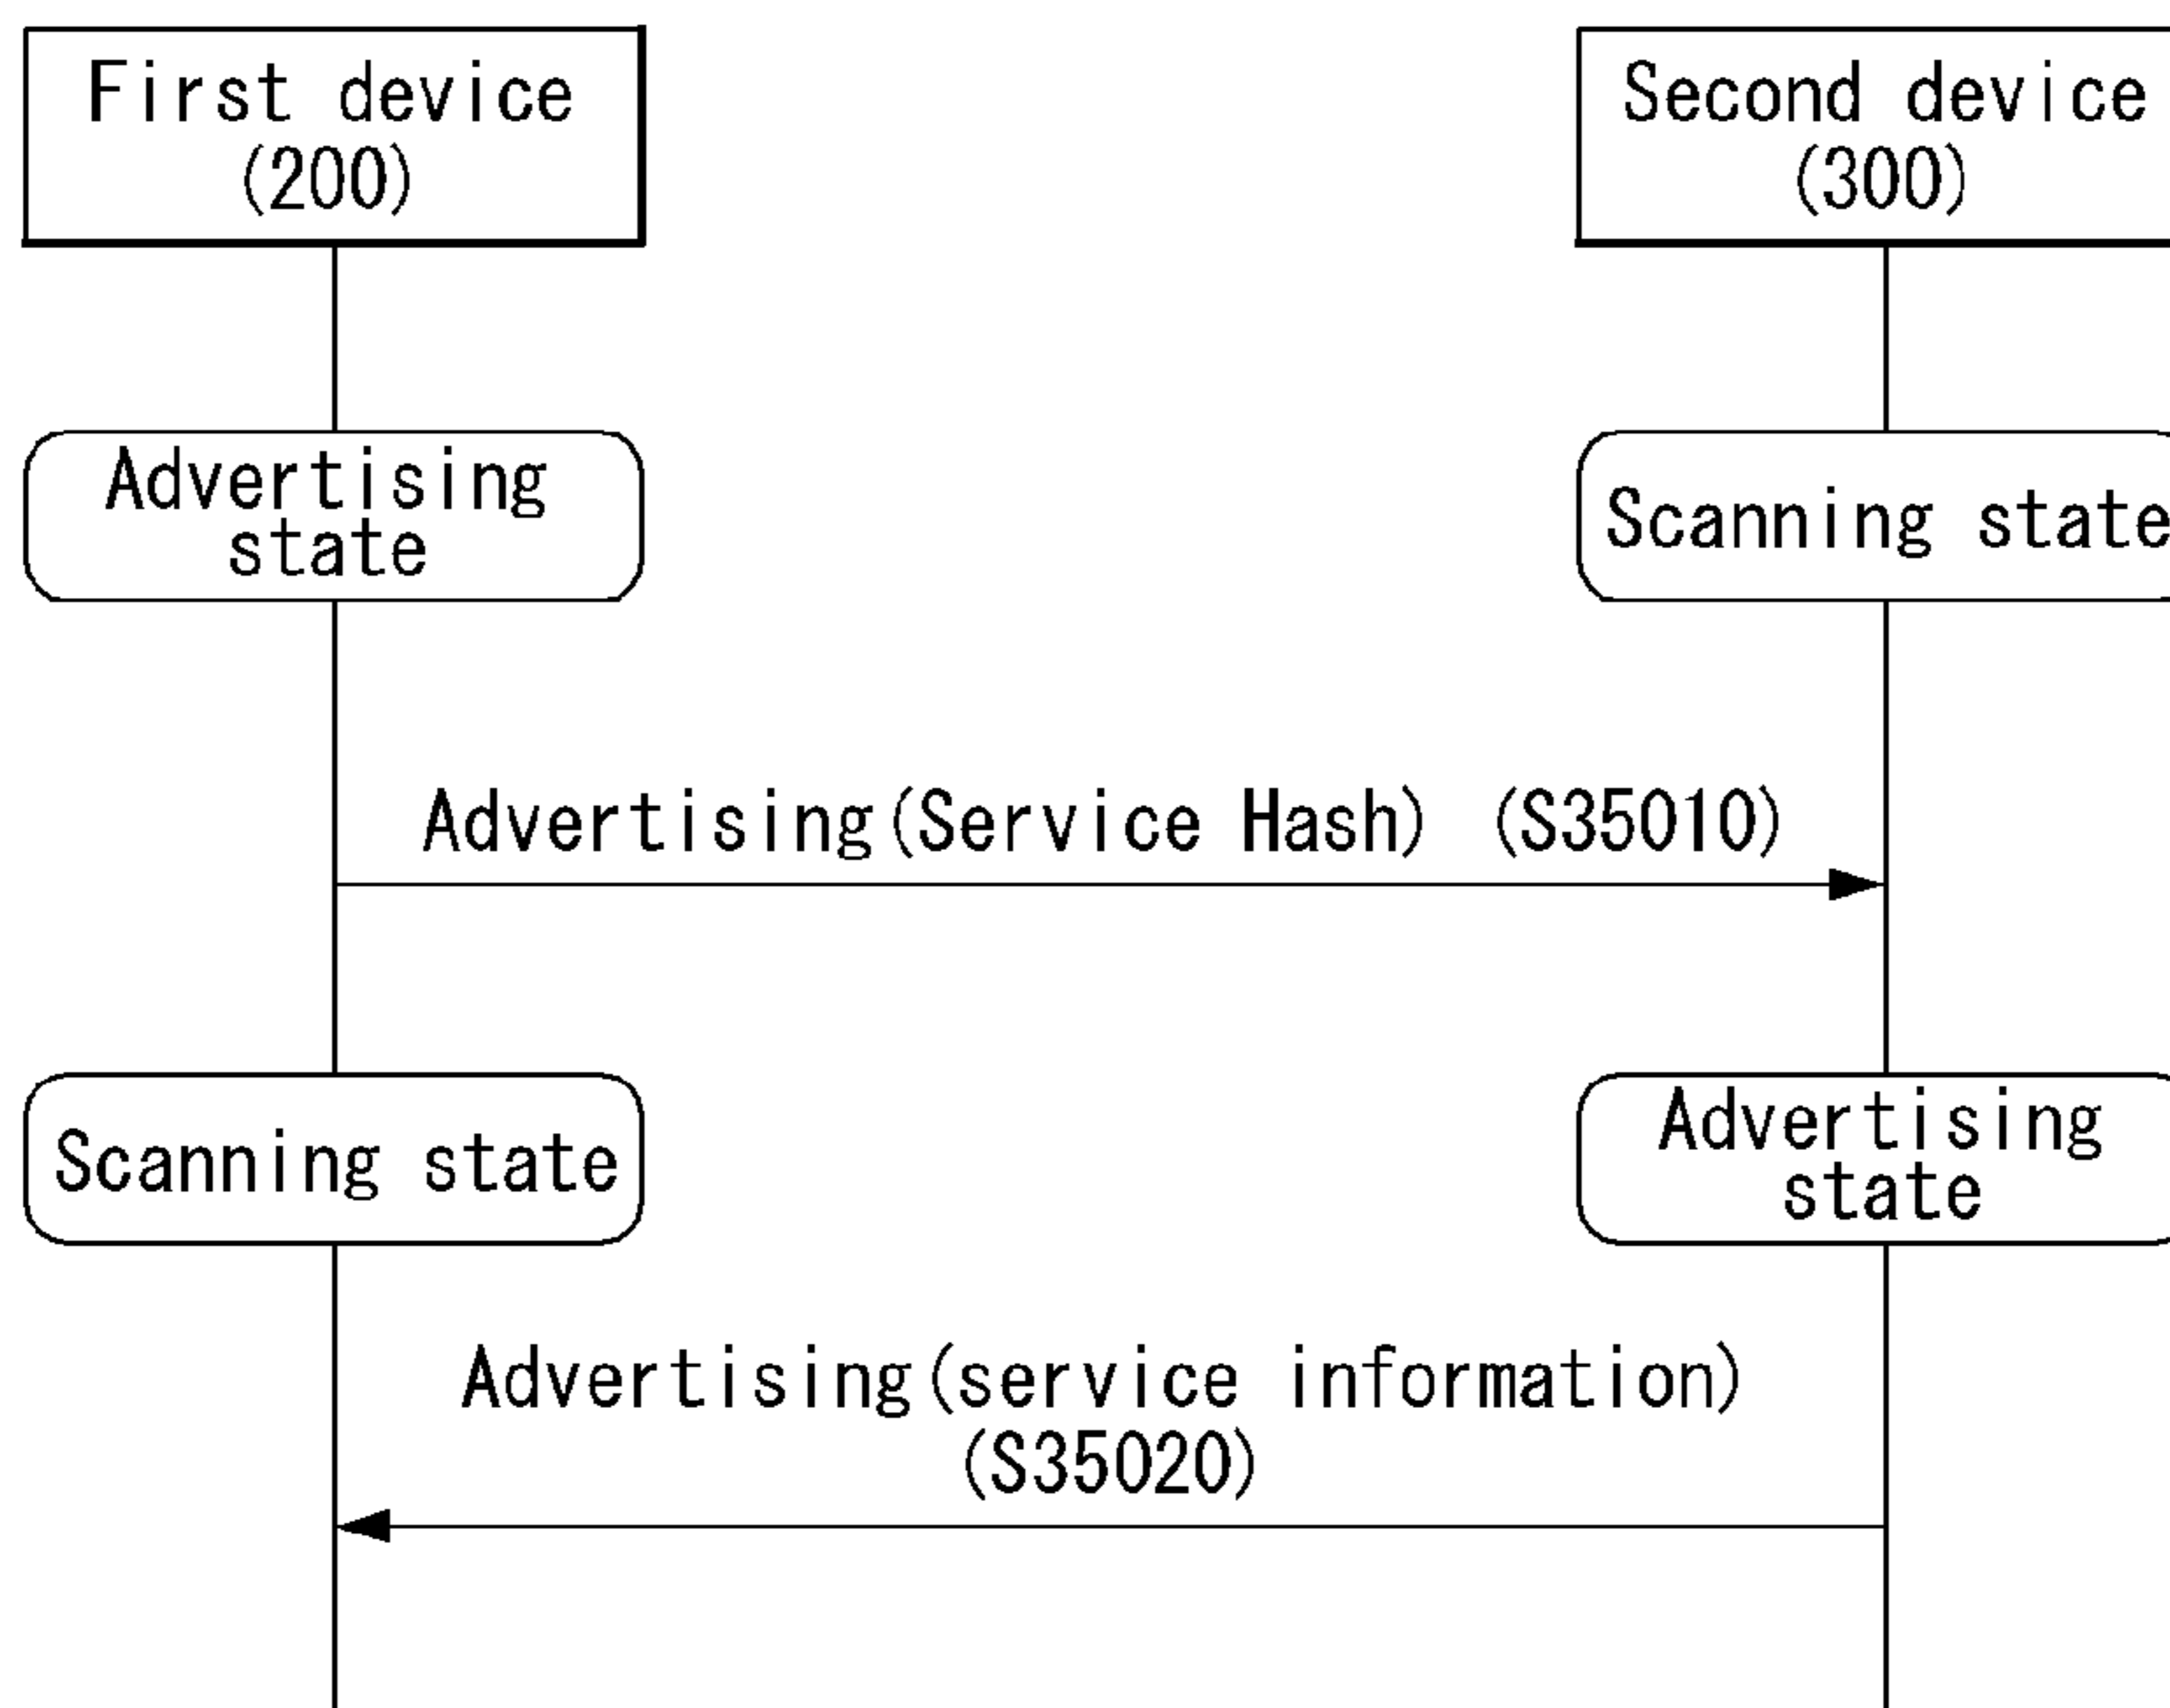 First device
(200)
Second device
(300)
Advertising
state
Scanning state
Advertising(Service Hash) (S35010)
Scanning state
Advertising
state
Advertising(service information)
(S35020)